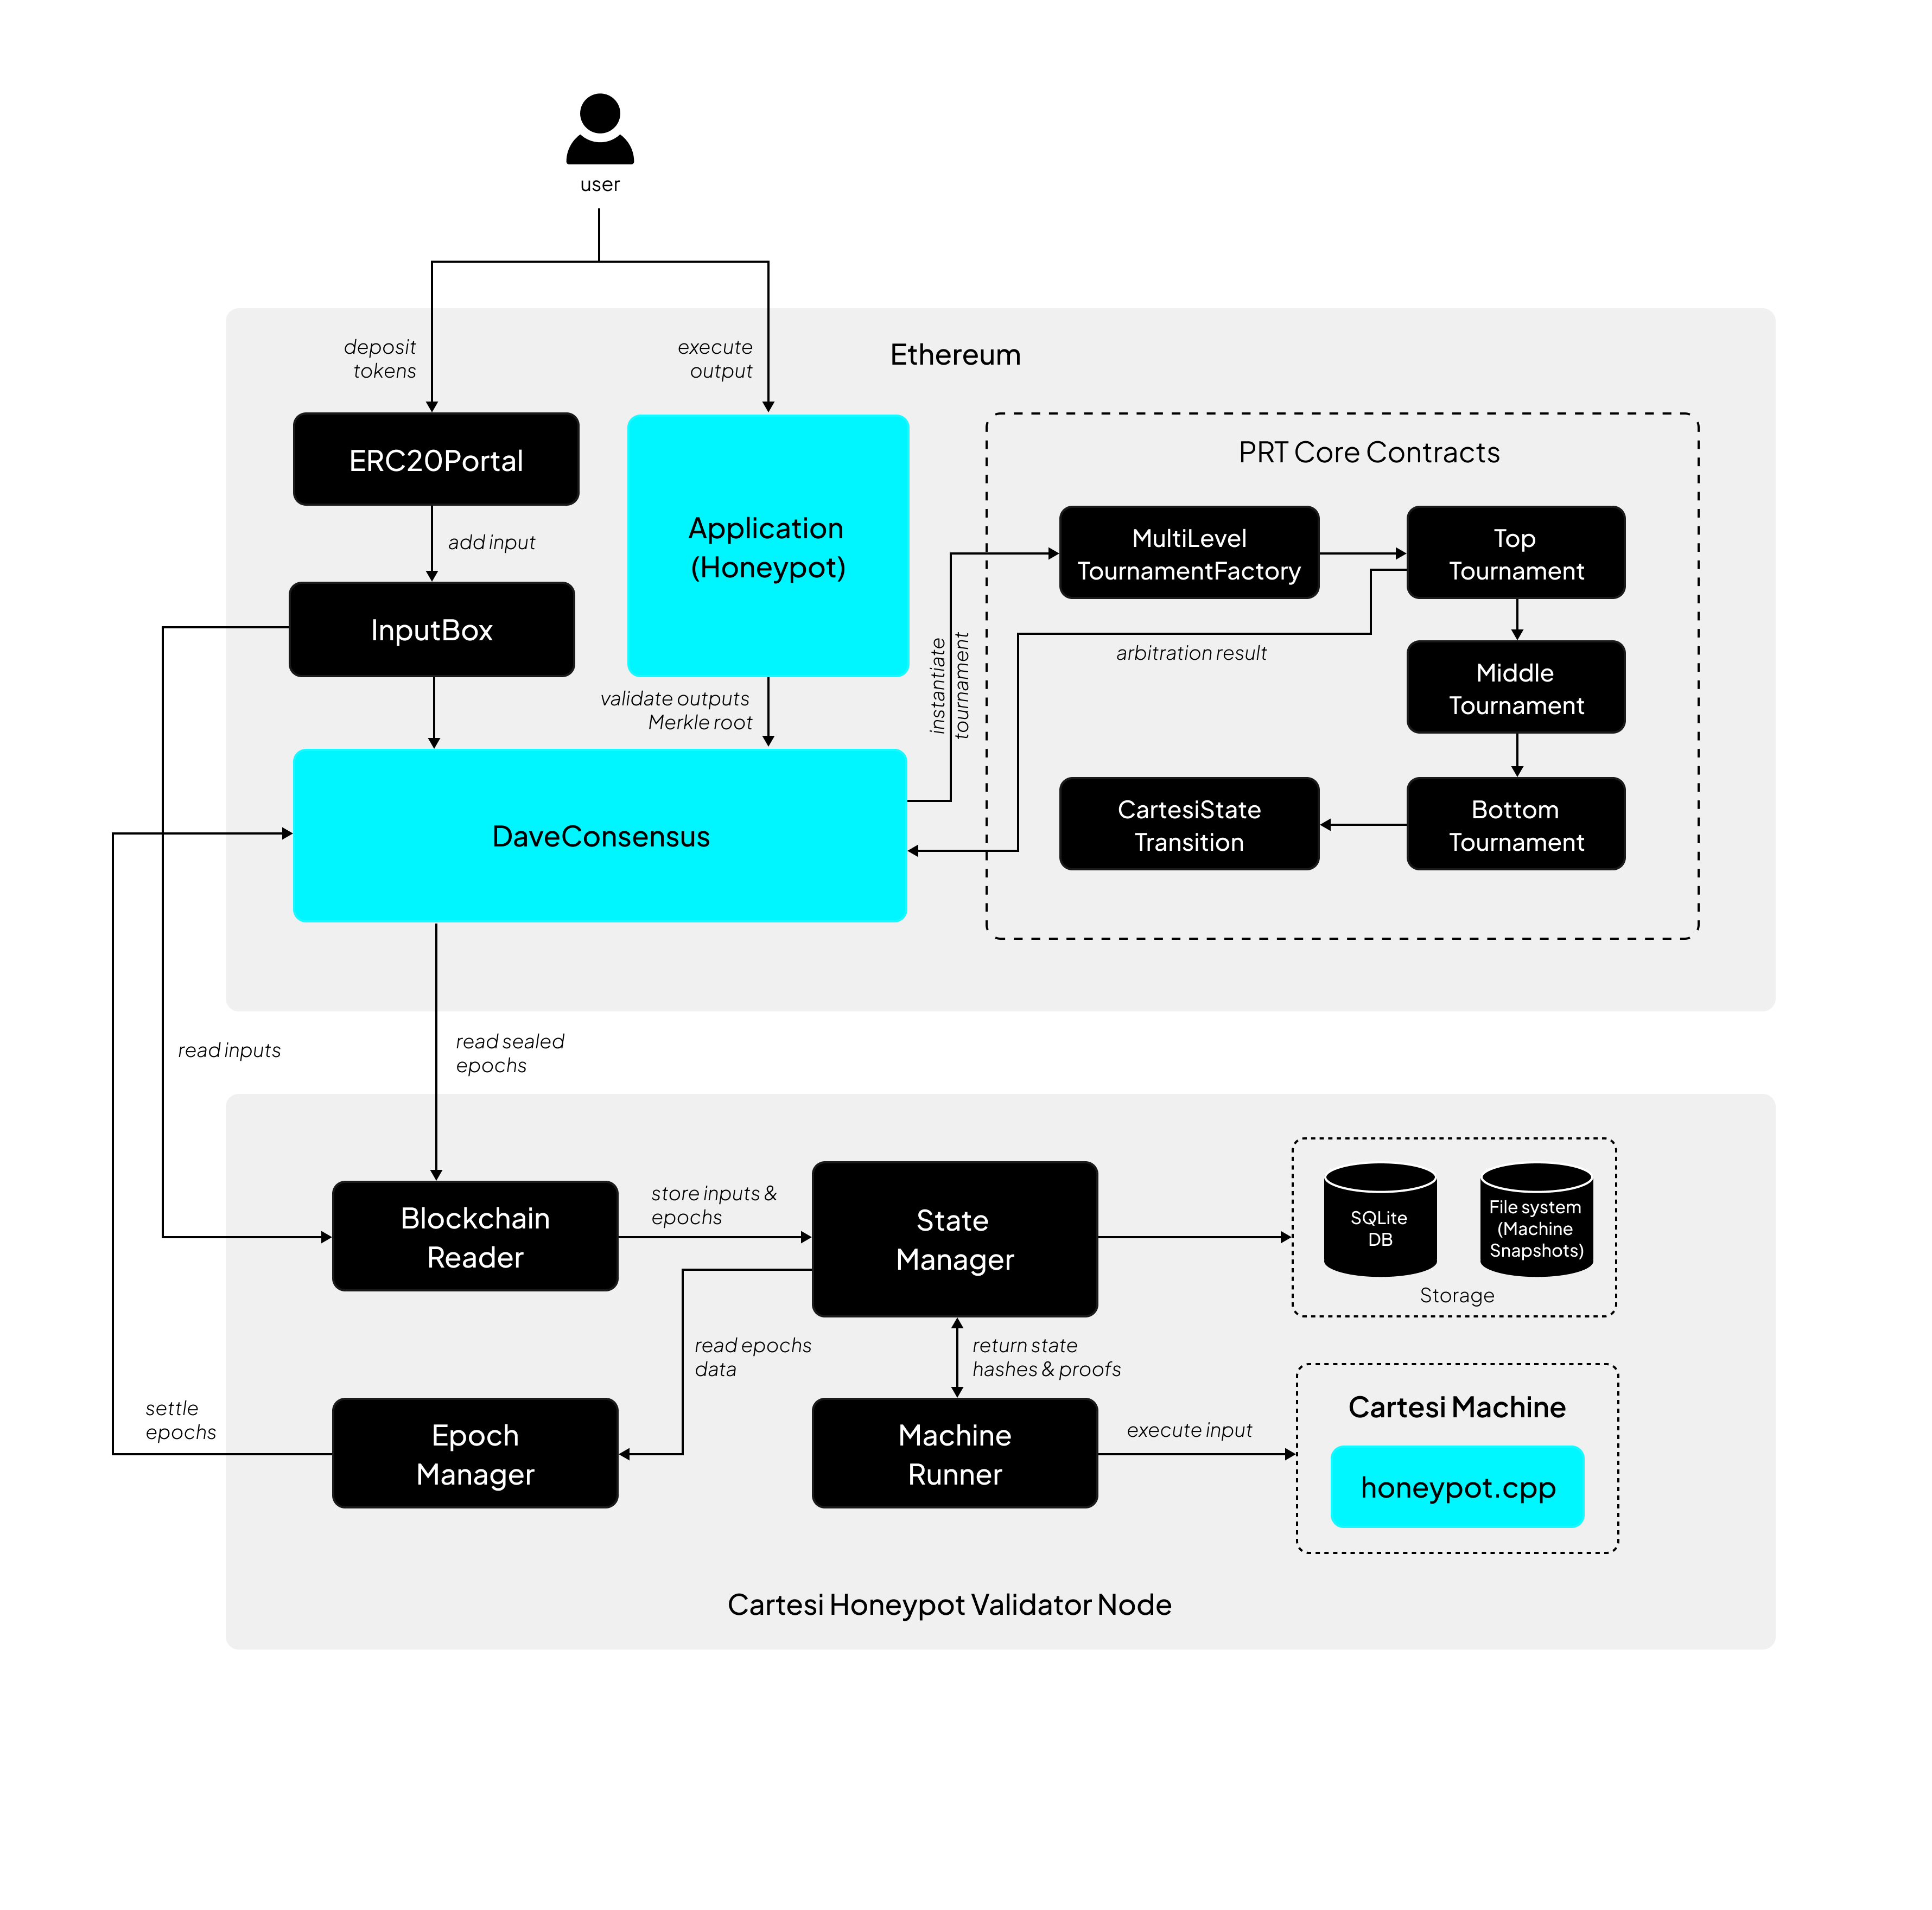 user
deposit
tokens
execute
output
Ethereum
ERC20Portal
add input
Application
(Honeypot)
InputBox
validate outputs
Merkle root
DaveConsensus
instantiate
tournament
PRT Core Contracts
MultiLevel
TournamentFactory
Top
Tournament
arbitration result
Middle
Tournament
CartesiState
Transition
Bottom
Tournament
read inputs
read sealed
epochs
Blockchain
Reader
store inputs &
epochs
State
Manager
SQLite
DB
File system
(Machine
Snapshots)
Storage
read epochs
data
return state
hashes & proofs
settle
epochs
Epoch
Manager
Machine
Runner
execute input
Cartesi Machine
honeypot.cpp
Cartesi Honeypot Validator Node